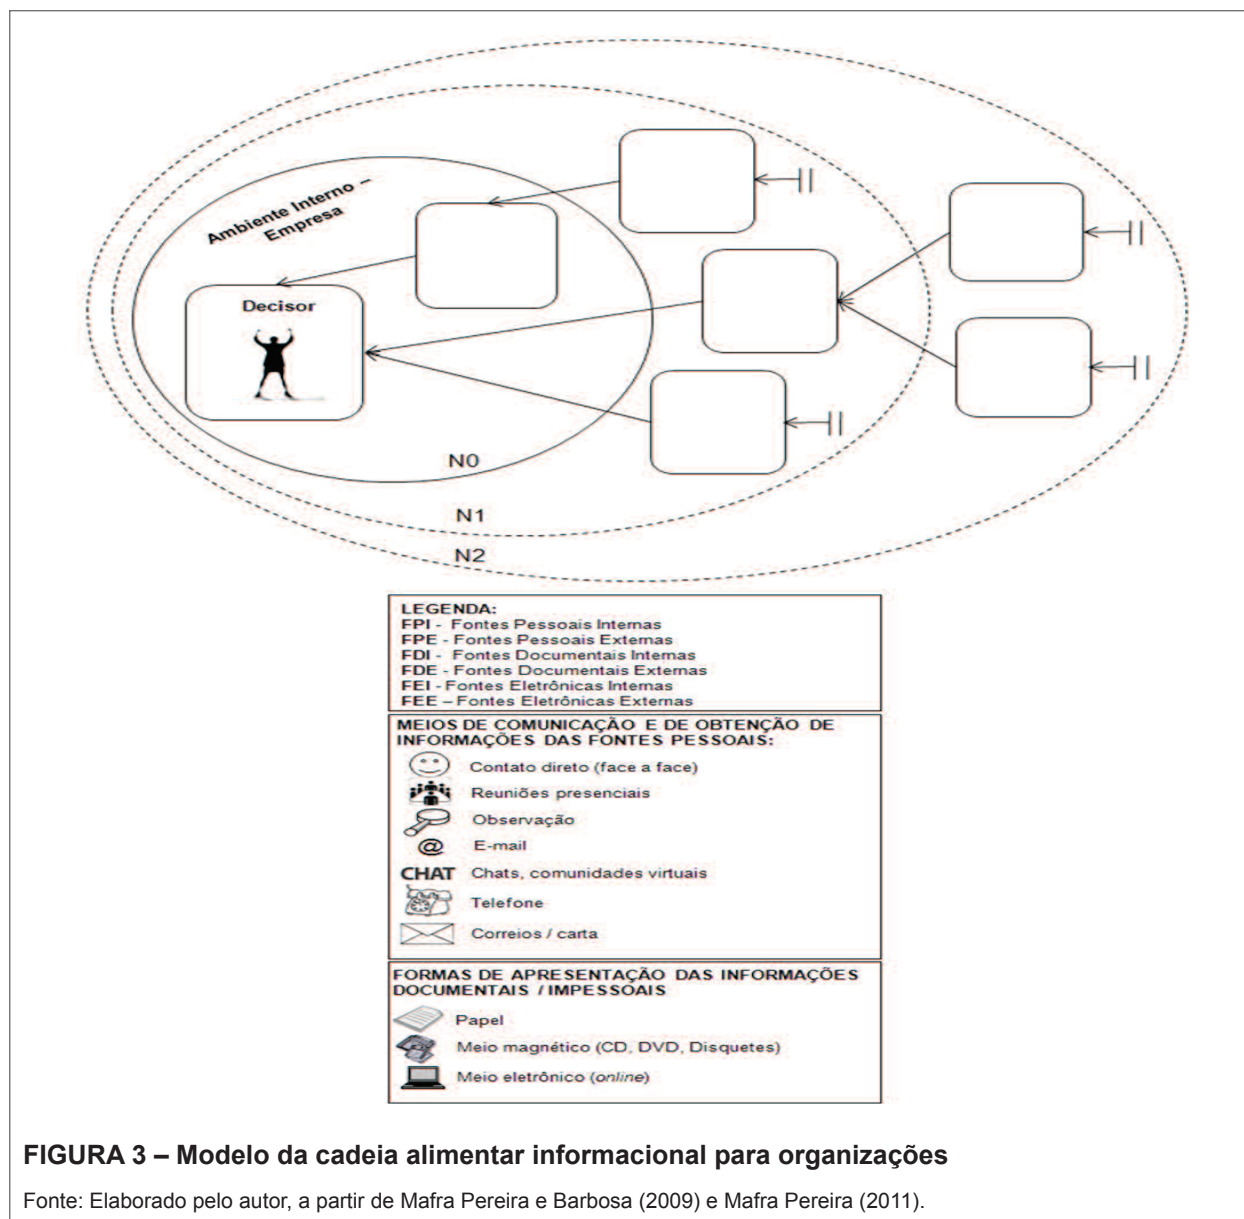 Ambiente Interno –
Empresa
Decisor
N0
N1
N2
LEGENDA:
FPI - Fontes Pessoais Internas
FPE - Fontes Pessoais Externas
FDI - Fontes Documentais Internas
FDE - Fontes Documentais Externas
FEI - Fontes Eletrônicas Internas
FEE – Fontes Eletrônicas Externas
MEIOS DE COMUNICAÇÃO E DE OBTENÇÃO DE
INFORMAÇÕES DAS FONTES PESSOAIS:
Contato direto (face a face)
Reuniões presenciais
Observação
@ E-mail
CHAT Chats, comunidades virtuais
Telefone
Correios / carta
FORMAS DE APRESENTAÇÃO DAS INFORMAÇÕES
DOCUMENTAIS / IMPESSOAIS
Papel
Meio magnético (CD, DVD, Disquetes)
Meio eletrônico (online)
FIGURA 3 – Modelo da cadeia alimentar informacional para organizações
Fonte: Elaborado pelo autor, a partir de Mafra Pereira e Barbosa (2009) e Mafra Pereira (2011).